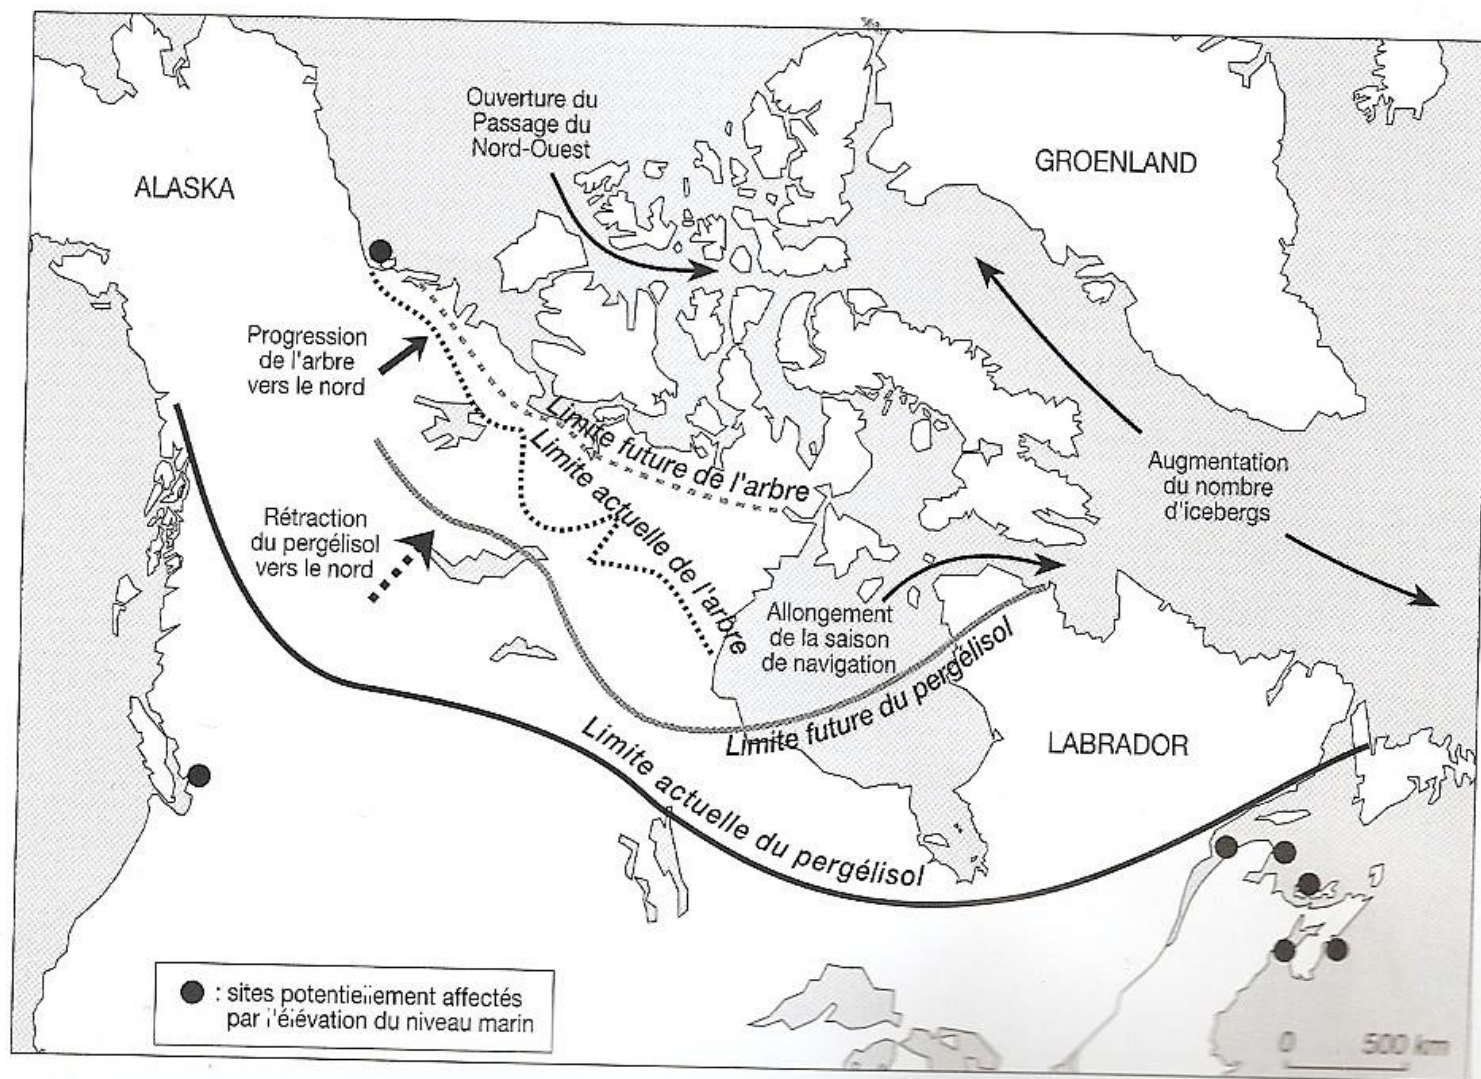 Ouverture du
Passage du
Nord-Ouest
GROENLAND
ALASKA
Progression
de l'arbre
vers le nord
Limite future de l'arbre
Limite actuelle de l'arbre
Augmentation
du nombre
d'icebergs
Rétraction
du pergélisol
vers le nord
Allongement
de la saison
de navigation
Limite future du pergélisol
Limite actuelle du pergélisol
LABRADOR
: sites potentiellement affectés
par l'élévation du niveau marin
0 500 km